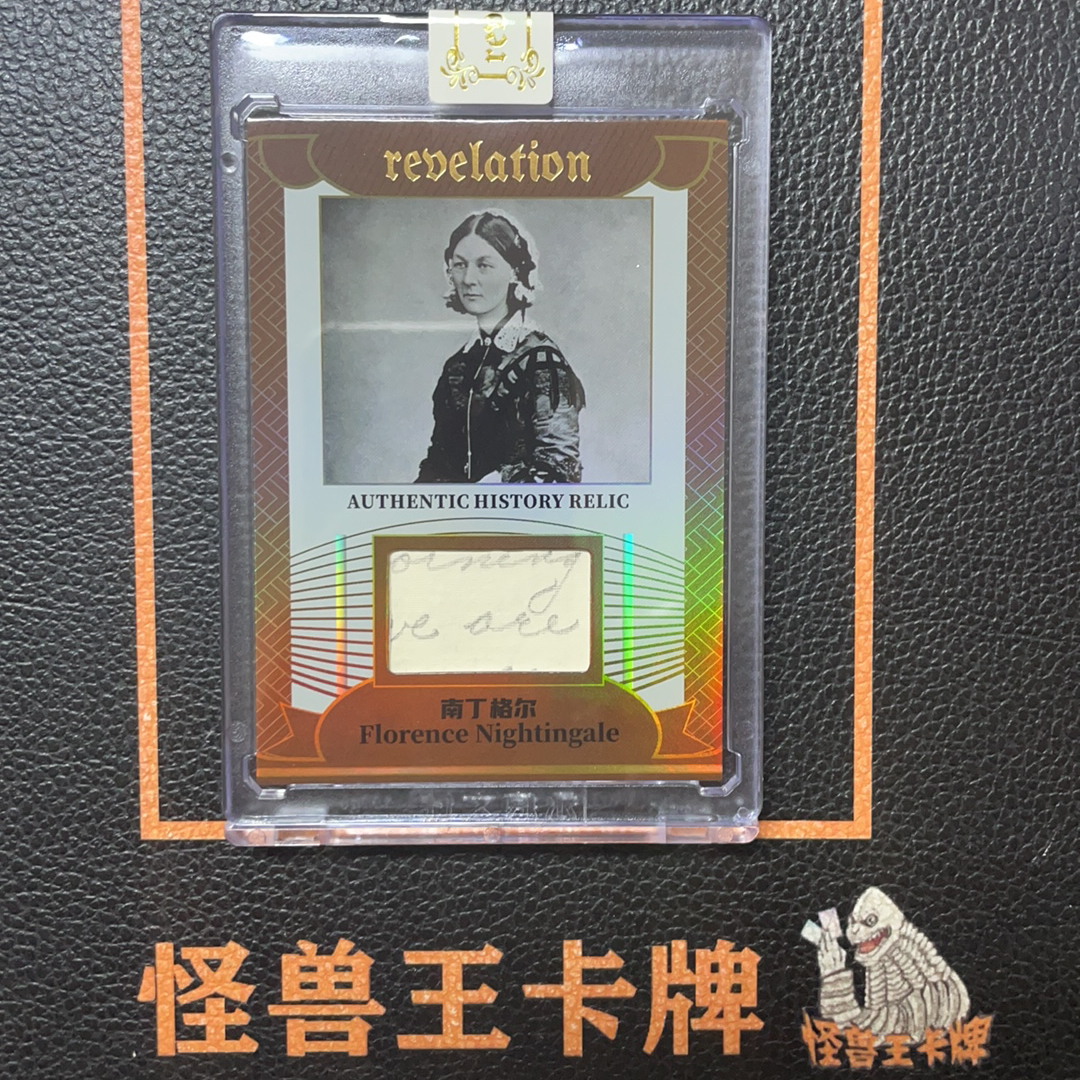 revelation
AUTHENTIC HISTORY RELIC
orning
we are
南丁格尔
Florence Nightingale
怪兽王卡牌
怪兽王卡牌